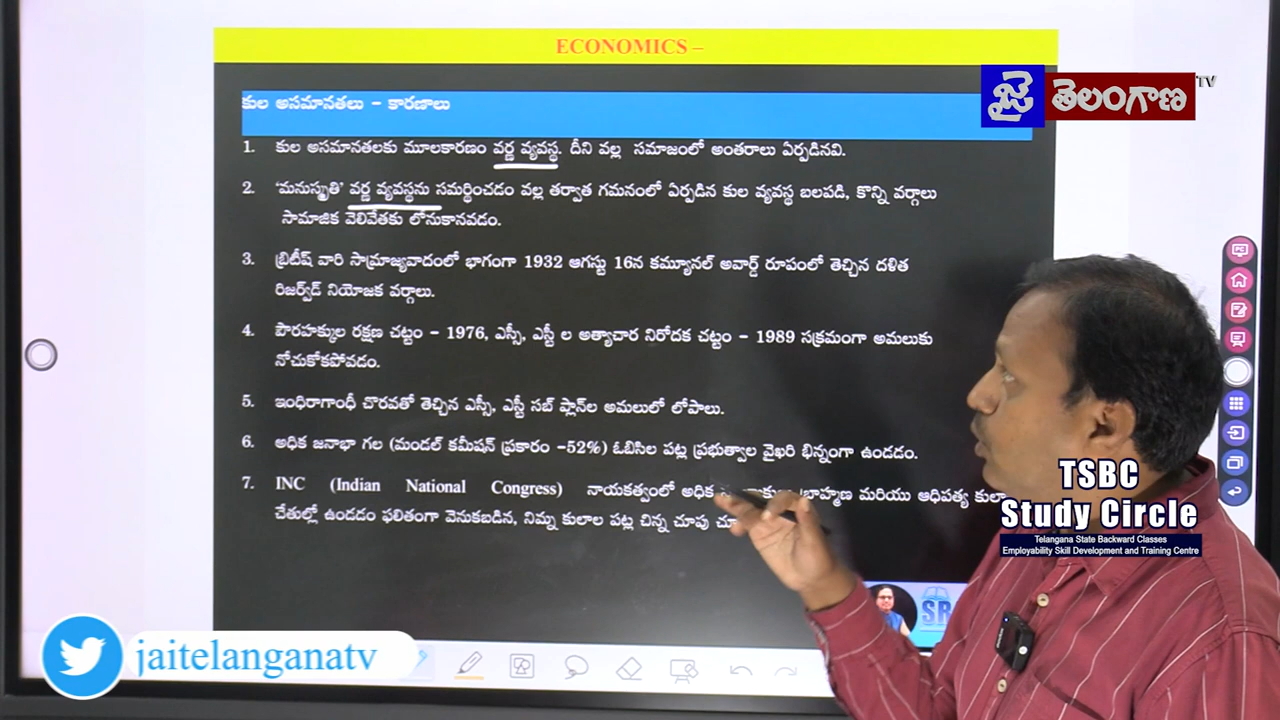 ECONOMICS –
జై తెలంగాణ TV
కుల అసమానతలు – కారణాలు
1. కుల అసమానతలకు మూలకారణం వర్ణ వ్యవస్థ. దీని వల్ల సమాజంలో అంతరాలు ఏర్పడినవి.
2. 'మనుస్మృతి' వర్ణ వ్యవస్థను సమర్థించడం వల్ల తర్వాత గమనంలో ఏర్పడిన కుల వ్యవస్థ బలపడి, కొన్ని వర్గాలు
సామాజిక వెలివేతకు లోనుకానవడం.
3. బ్రిటీష్ వారి సామ్రాజ్యవాదంలో భాగంగా 1932 ఆగస్టు 16న కమ్యూనల్ అవార్డ్ రూపంలో తెచ్చిన దళిత
రిజర్వ్‌డ్ నియోజక వర్గాలు.
4. పౌరహక్కుల రక్షణ చట్టం – 1976, ఎస్సీ, ఎస్టీ ల అత్యాచార నిరోదక చట్టం – 1989 సక్రమంగా అమలుకు
నోచుకోకపోవడం.
5. ఇంధిరాగాంధీ చొరవతో తెచ్చిన ఎస్సీ, ఎస్టీ సబ్ ప్లాన్‌ల అమలులో లోపాలు.
6. అధిక జనాభా గల (మండల్ కమీషన్ ప్రకారం –52%) ఓబిసిల పట్ల ప్రభుత్వాల వైఖరి భిన్నంగా ఉండడం.
7. INC (Indian National Congress) నాయకత్వంలో అధిక బ్రాహ్మణ మరియు ఆధిపత్య కులా
చేతుల్లో ఉండడం ఫలితంగా వెనుకబడిన, నిమ్న కులాల పట్ల చిన్న చూపు
TSBC
Study Circle
Telangana State Backward Classes
Employability Skill Development and Training Centre
SR
jaitelanganatv